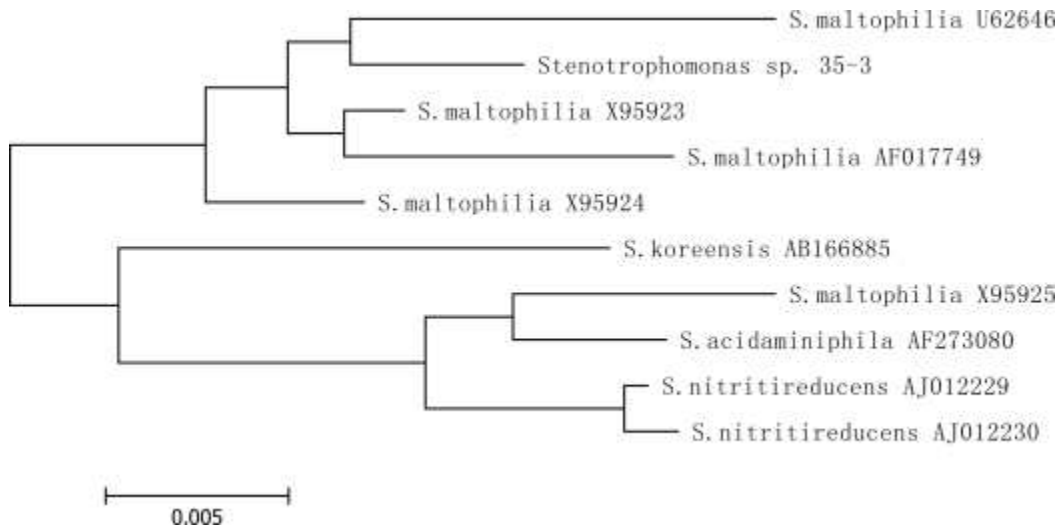 S.maltophilia U62646
Stenotrophomonas sp. 35-3
S.maltophilia X95923
S.maltophilia AF017749
S.maltophilia X95924
S.koreensis AB166885
S.maltophilia X95925
S.acidaminiphila AF273080
S.nitritireducens AJ012229
S.nitritireducens AJ012230
0.005